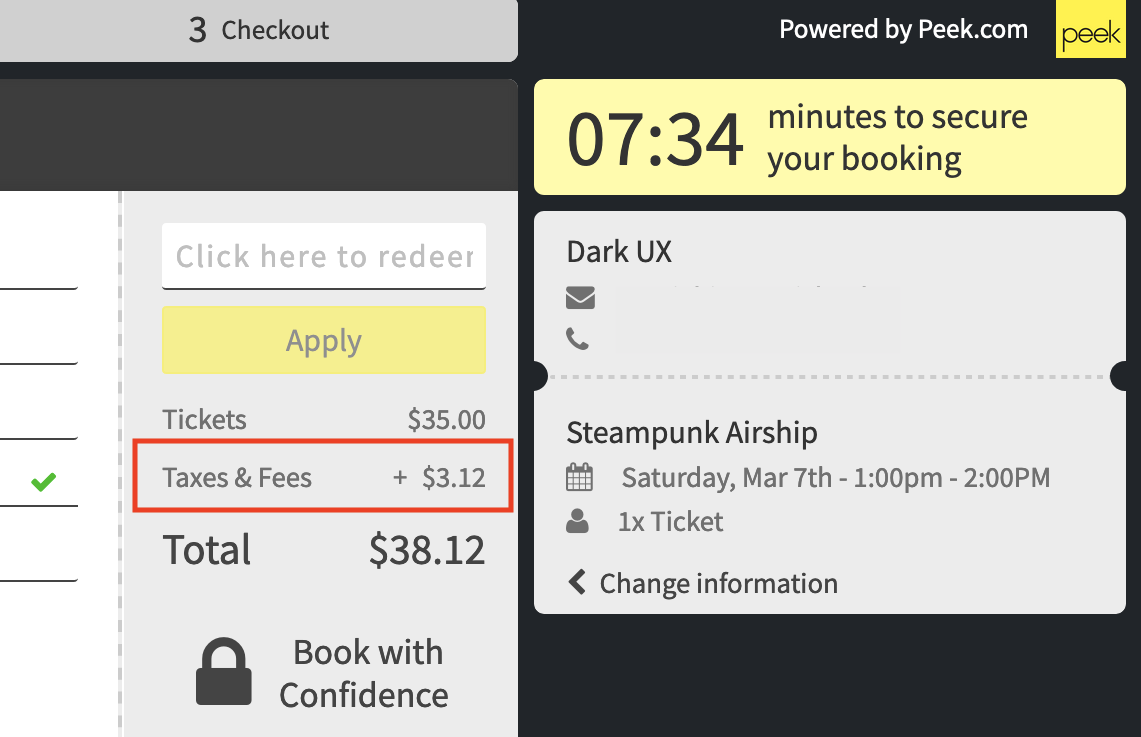 3 Checkout
Click here to redeer
Apply
Tickets $35.00
Taxes & Fees + $3.12
Total $38.12
Book with
Confidence
Powered by Peek.com
peek
07:34
minutes to secure
your booking
Dark UX
Steampunk Airship
Saturday, Mar 7th - 1:00pm - 2:00PM
1x Ticket
Change information